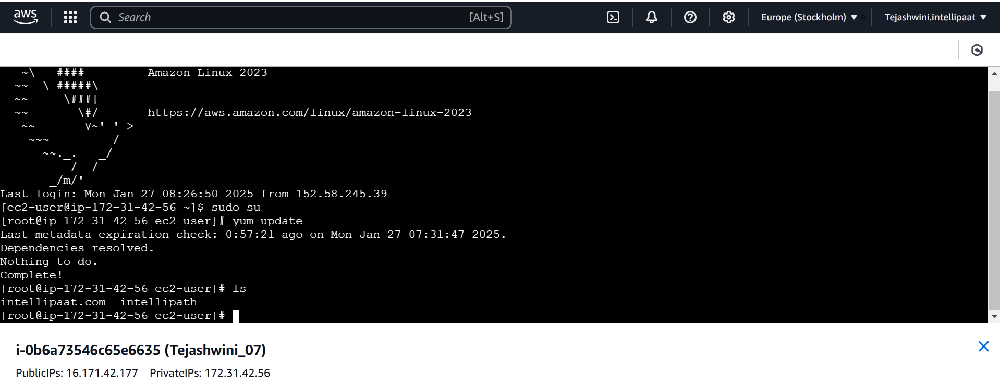 aws Search [Alt+S] Europe (Stockholm) Tejashwini.intellipaat
~\_  ####_        Amazon Linux 2023
~~  \_#####\
~~     \###|
~~       \#/ ___   https://aws.amazon.com/linux/amazon-linux-2023
~~       V~' '->
~~~         /
~~._.   _/
_/ _/
_/m/'
Last login: Mon Jan 27 08:26:50 2025 from 152.58.245.39
[ec2-user@ip-172-31-42-56 ~]$ sudo su
[root@ip-172-31-42-56 ec2-user]# yum update
Last metadata expiration check: 0:57:21 ago on Mon Jan 27 07:31:47 2025.
Dependencies resolved.
Nothing to do.
Complete!
[root@ip-172-31-42-56 ec2-user]# ls
intellipaat.com  intellipath
[root@ip-172-31-42-56 ec2-user]#
i-0b6a73546c65e6635 (Tejashwini_07)
PublicIPs: 16.171.42.177 PrivateIPs: 172.31.42.56